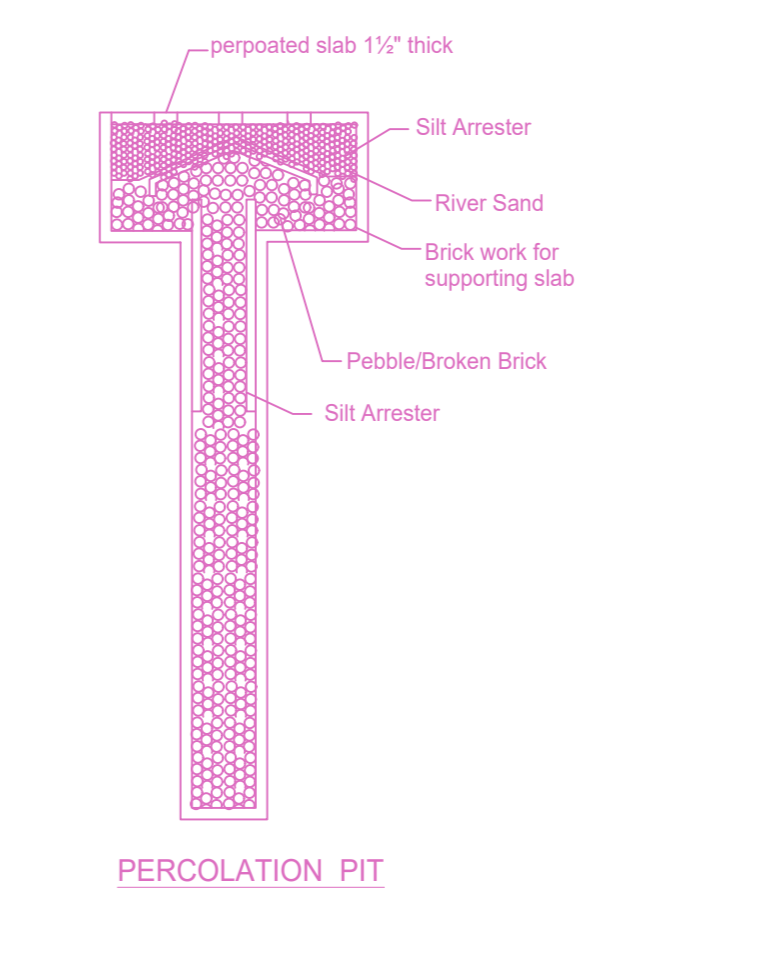 perpoated slab 1½" thick
Silt Arrester
River Sand
Brick work for
supporting slab
Pebble/Broken Brick
Silt Arrester
PERCOLATION PIT